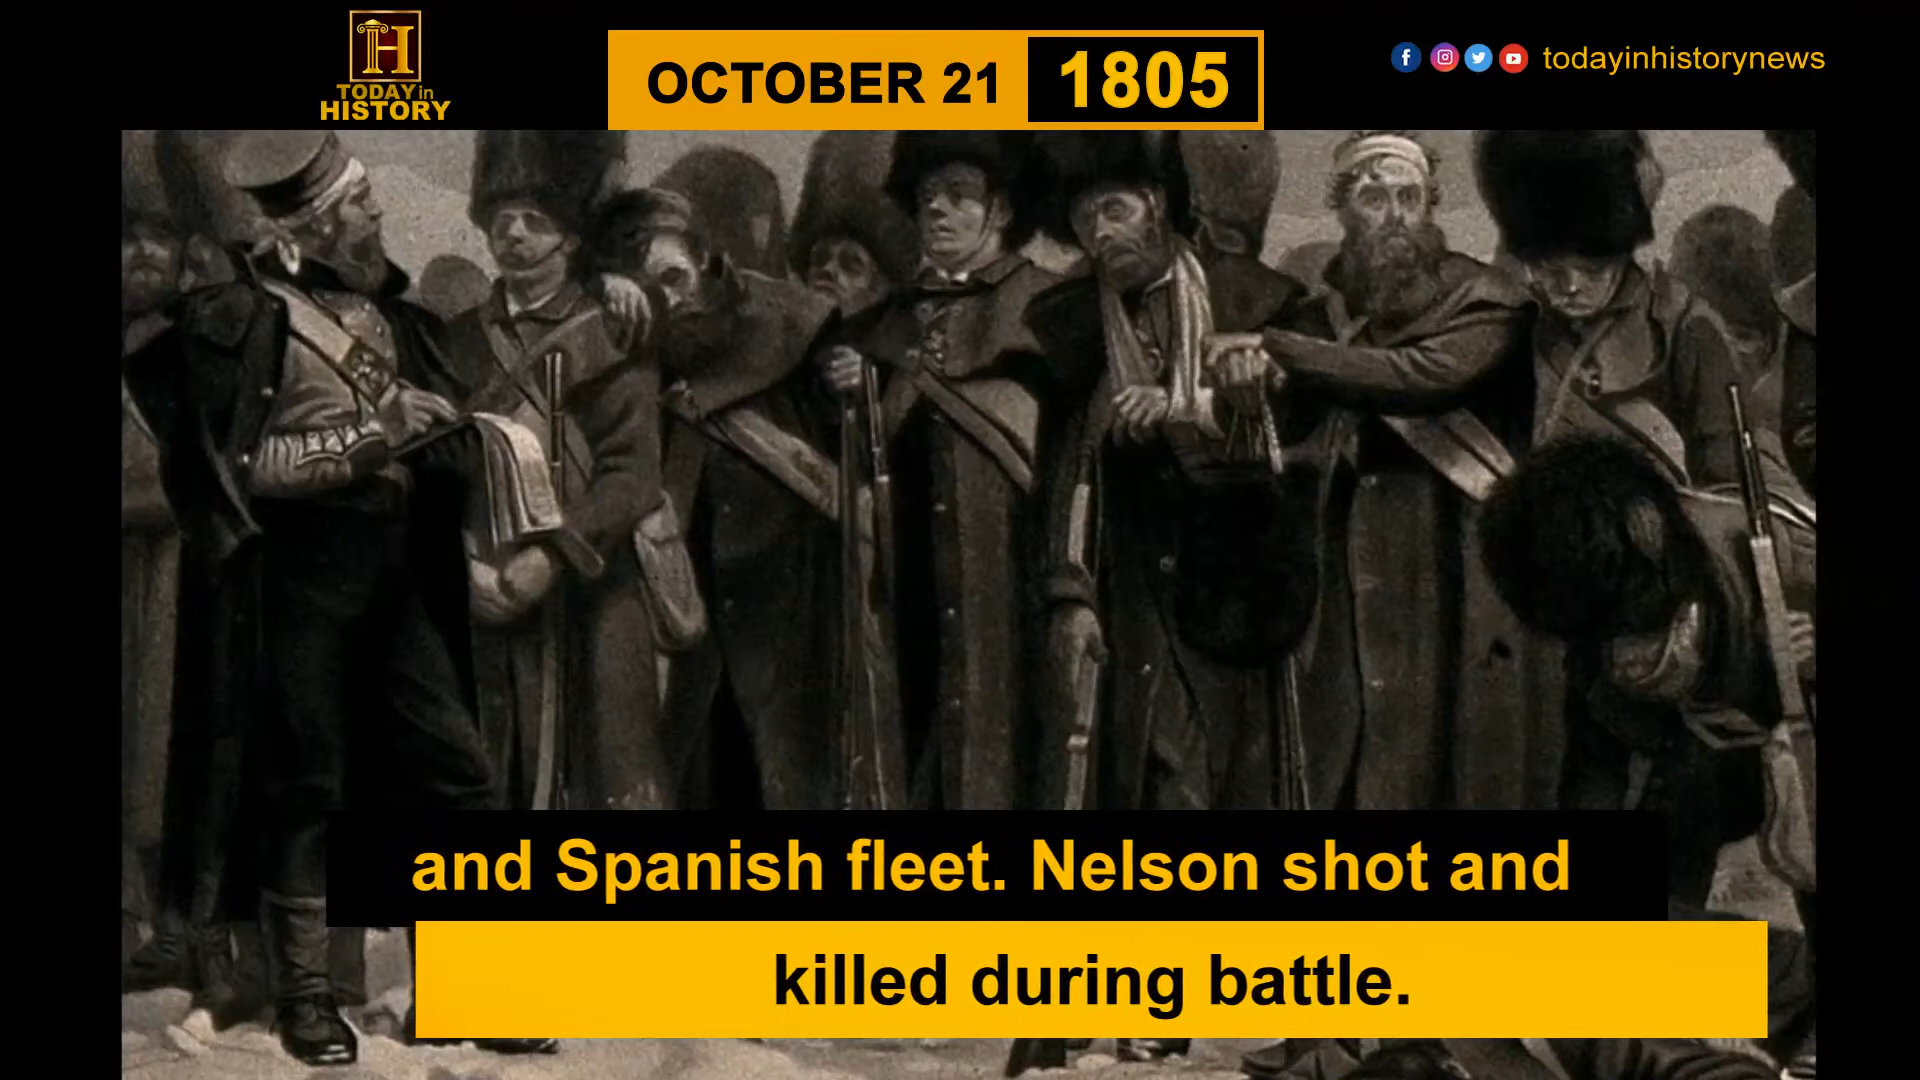 H
TODAY in
HISTORY
OCTOBER 21 1805
todayinhistorynews
and Spanish fleet. Nelson shot and
killed during battle.